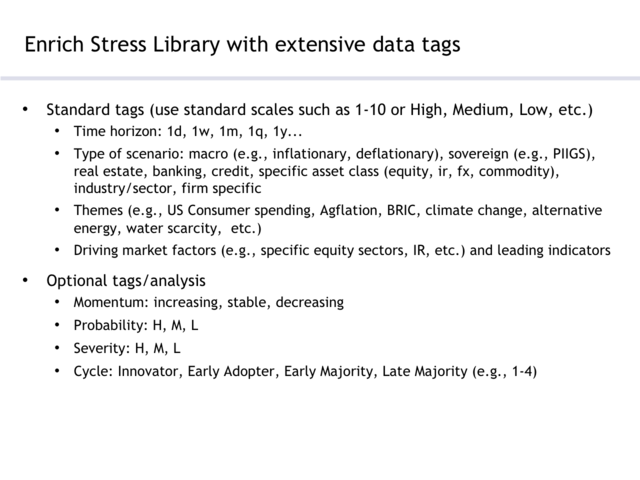 Enrich Stress Library with extensive data tags
• Standard tags (use standard scales such as 1-10 or High, Medium, Low, etc.)
• Time horizon: 1d, 1w, 1m, 1q, 1y...
• Type of scenario: macro (e.g., inflationary, deflationary), sovereign (e.g., PIIGS),
real estate, banking, credit, specific asset class (equity, ir, fx, commodity),
industry/sector, firm specific
• Themes (e.g., US Consumer spending, Agflation, BRIC, climate change, alternative
energy, water scarcity,  etc.)
• Driving market factors (e.g., specific equity sectors, IR, etc.) and leading indicators
• Optional tags/analysis
• Momentum: increasing, stable, decreasing
• Probability: H, M, L
• Severity: H, M, L
• Cycle: Innovator, Early Adopter, Early Majority, Late Majority (e.g., 1-4)